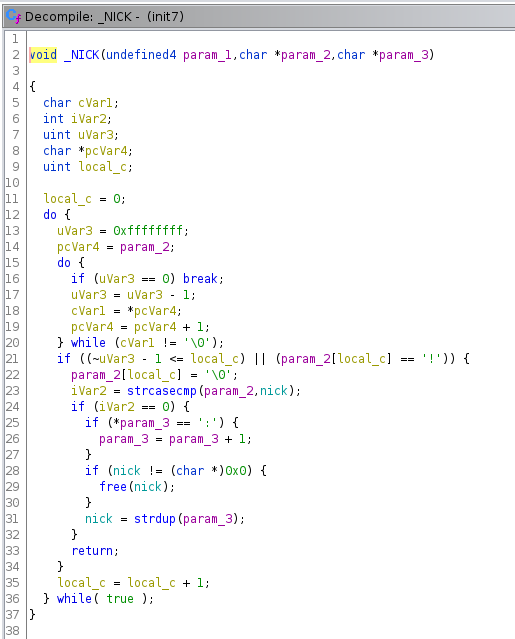 Decompile: _NICK - (init7)
1
2 void _NICK(undefined4 param_1,char *param_2,char *param_3)
3
4 {
5 char cVar1;
6 int iVar2;
7 uint uVar3;
8 char *pcVar4;
9 uint local_c;
10
11 local_c = 0;
12 do {
13 uVar3 = 0xffffffff;
14 pcVar4 = param_2;
15 do {
16 if (uVar3 == 0) break;
17 uVar3 = uVar3 - 1;
18 cVar1 = *pcVar4;
19 pcVar4 = pcVar4 + 1;
20 } while (cVar1 != '\0');
21 if ((~uVar3 - 1 <= local_c) || (param_2[local_c] == '!')) {
22 param_2[local_c] = '\0';
23 iVar2 = strcasecmp(param_2,nick);
24 if (iVar2 == 0) {
25 if (*param_3 == ':') {
26 param_3 = param_3 + 1;
27 }
28 if (nick != (char *)0x0) {
29 free(nick);
30 }
31 nick = strdup(param_3);
32 }
33 return;
34 }
35 local_c = local_c + 1;
36 } while( true );
37 }
38